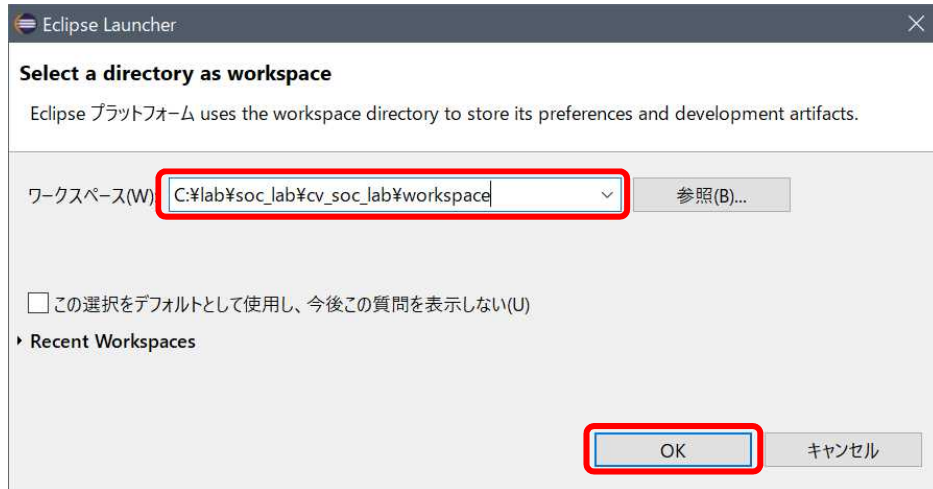 Eclipse Launcher
Select a directory as workspace
Eclipse プラットフォーム uses the workspace directory to store its preferences and development artifacts.
ワークスペース(W): C:¥lab¥soc_lab¥cv_soc_lab¥workspace 参照(B)...
この選択をデフォルトとして使用し、今後この質問を表示しない(U)
Recent Workspaces
OK キャンセル